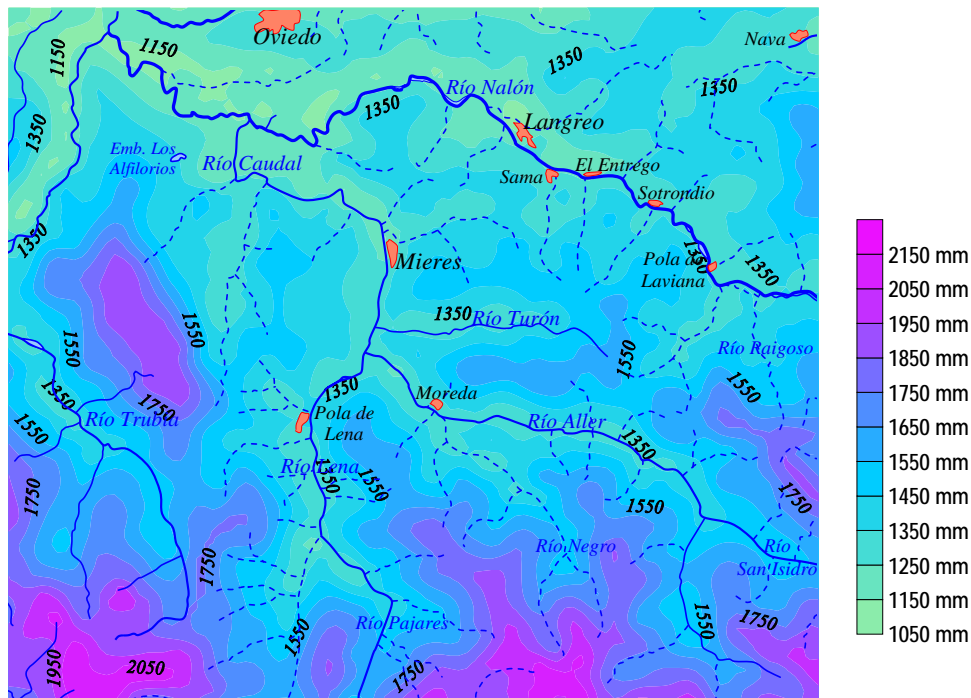 Oviedo
Nava
1150
1150
1350
1350
Río Nalón
1350
1350
Langreo
1350
Emb. Los
Alfilorios
Río Caudal
El Entrego
Sama
Sotrondio
1350
Mieres
1350
Pola de
Laviana
1350
2150 mm
2050 mm
1950 mm
1850 mm
1750 mm
1650 mm
1550 mm
1450 mm
1350 mm
1250 mm
1150 mm
1050 mm
1350
Río Turón
1550
1550
1550
Río Raigoso
1350
1350
Moreda
1550
1750
Río Trubia
Pola de
Lena
Río Aller
1550
1350
Río Lena
1350
1550
1750
1750
1550
Río Negro
Río
San Isidro
1750
1550
Río Pajares
1550
1750
1950
2050
1750